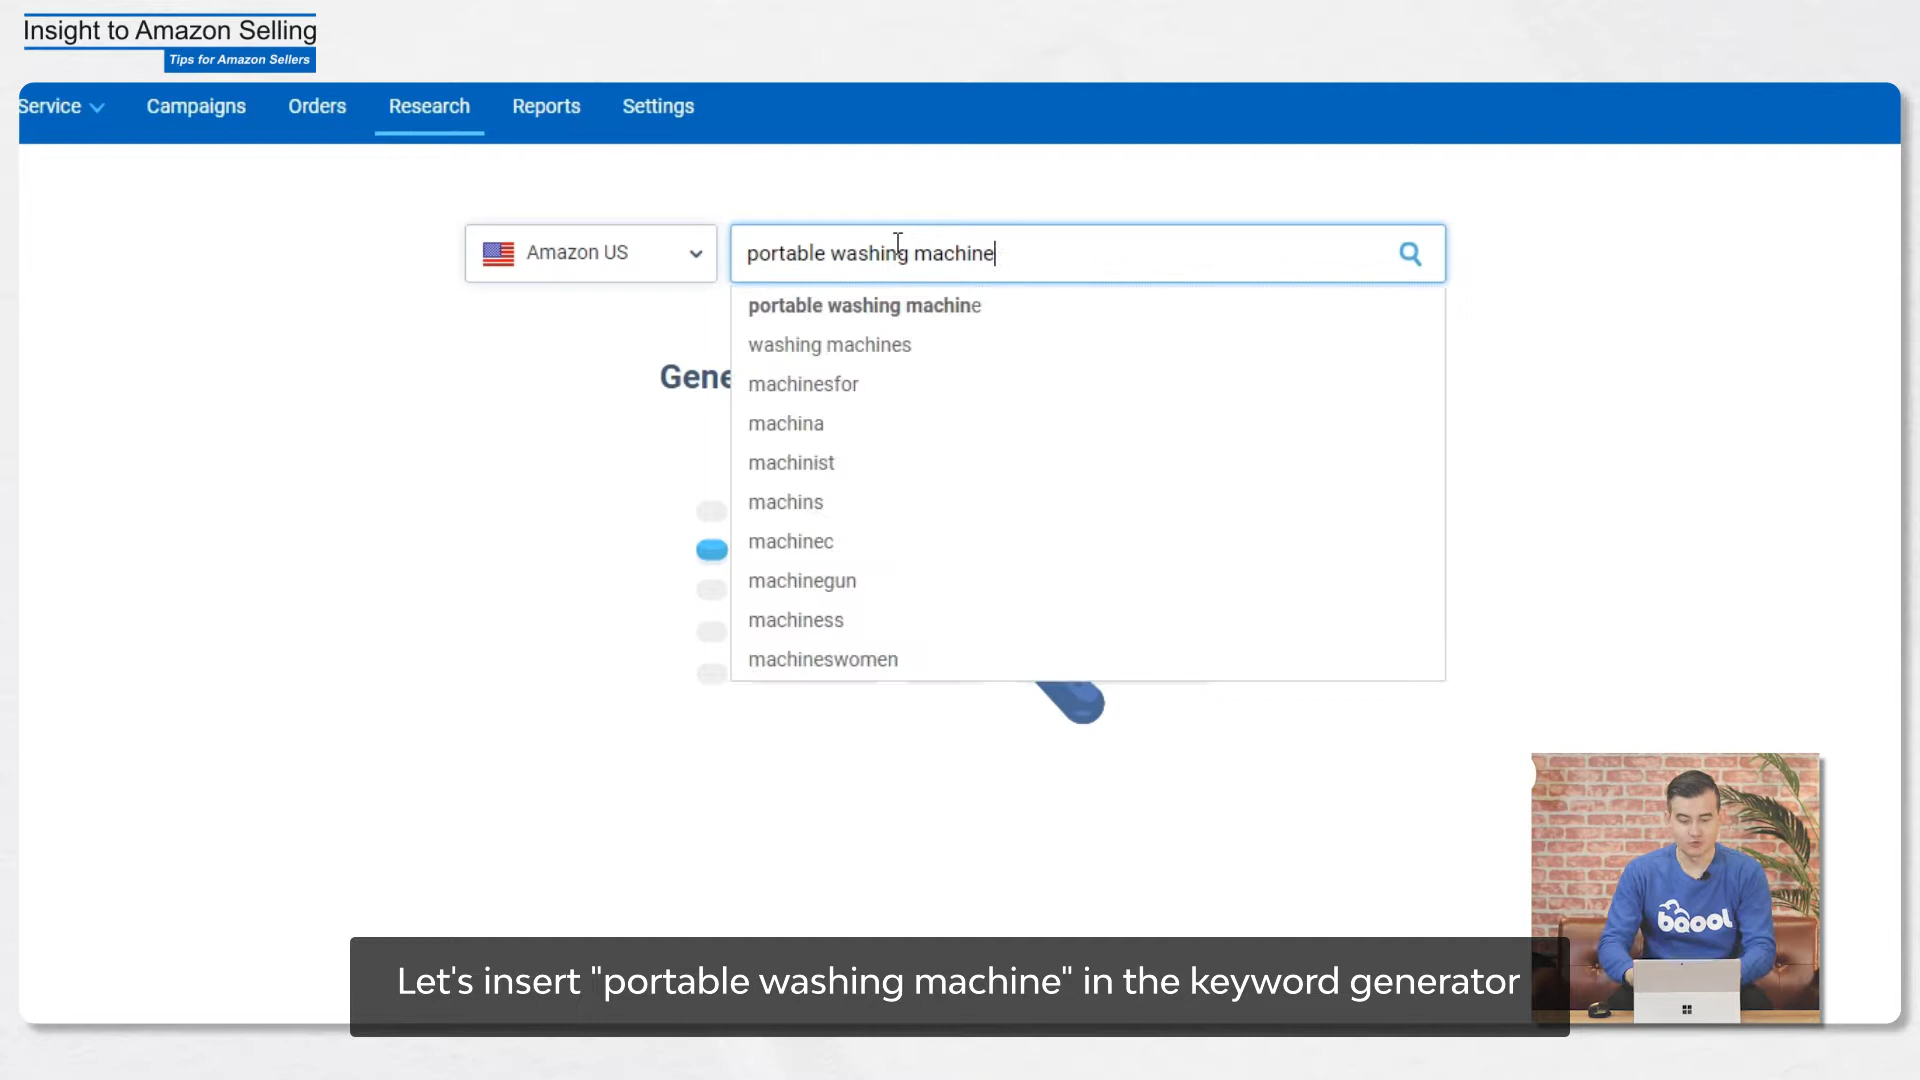 Insight to Amazon Selling
Tips for Amazon Sellers
Service Campaigns Orders Research Reports Settings
Amazon US
portable washing machine
portable washing machine
washing machines
machinesfor
machina
machinist
machins
machinec
machinegun
machiness
machineswomen
Gene
bqool
Let's insert "portable washing machine" in the keyword generator